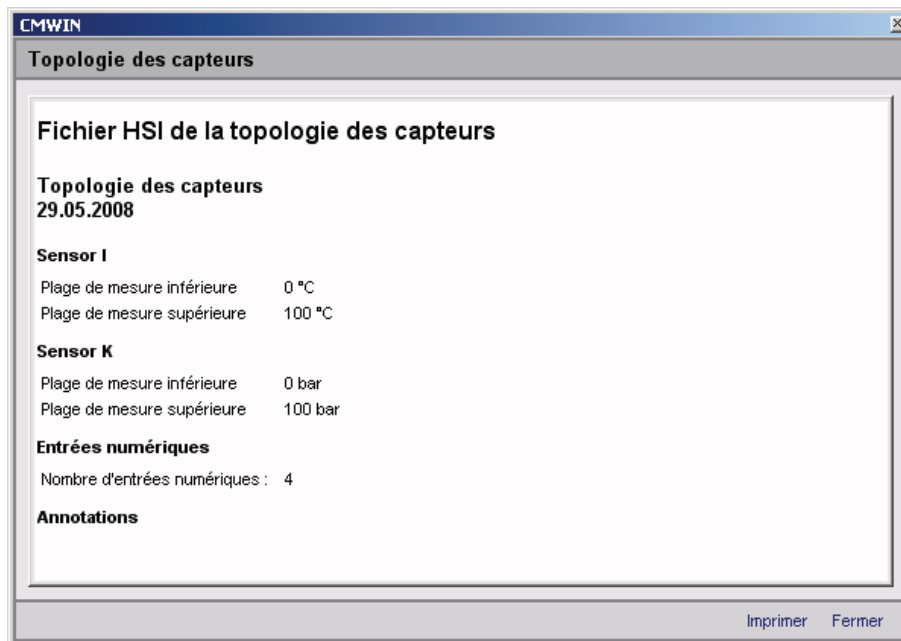 CMWIN
Topologie des capteurs
Fichier HSI de la topologie des capteurs
Topologie des capteurs
29.05.2008
Sensor I
Plage de mesure inférieure 0 °C
Plage de mesure supérieure 100 °C
Sensor K
Plage de mesure inférieure 0 bar
Plage de mesure supérieure 100 bar
Entrées numériques
Nombre d'entrées numériques : 4
Annotations
Imprimer Fermer